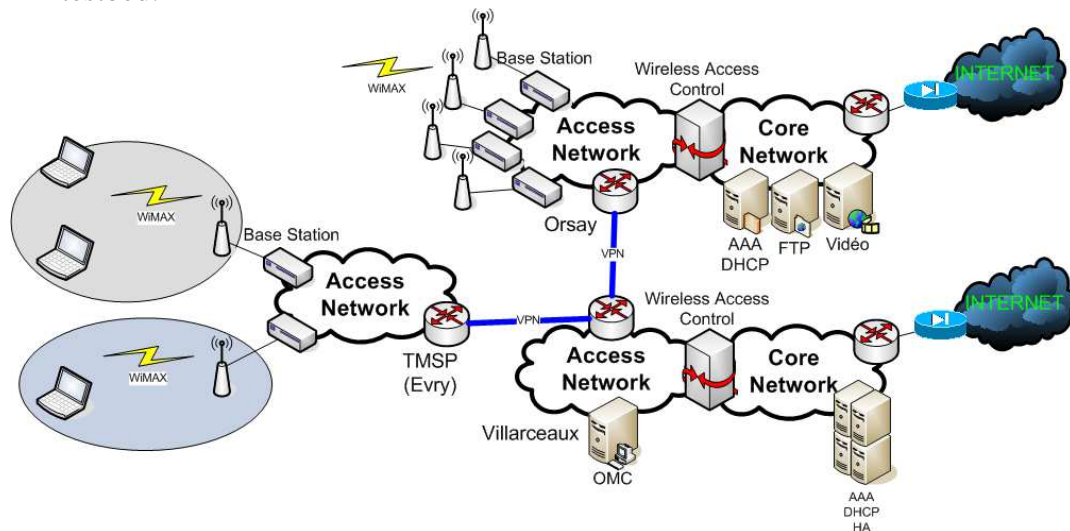 testbed.
Base Station
WiMAX
Wireless Access
Control
INTERNET
Access
Network
Core
Network
Orsay
AAA
DHCP
FTP
Vidéo
WiMAX
Base Station
VPN
Access
Network
VPN
TMSP
(Evry)
WiMAX
Wireless Access
Control
INTERNET
Access
Network
Core
Network
Villarceaux
OMC
AAA
DHCP
HA